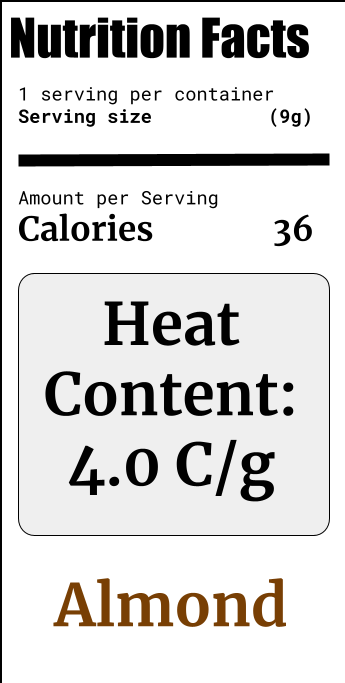 Nutrition Facts
1 serving per container
Serving size (9g)
Amount per Serving
Calories 36
Heat
Content:
4.0 C/g
Almond